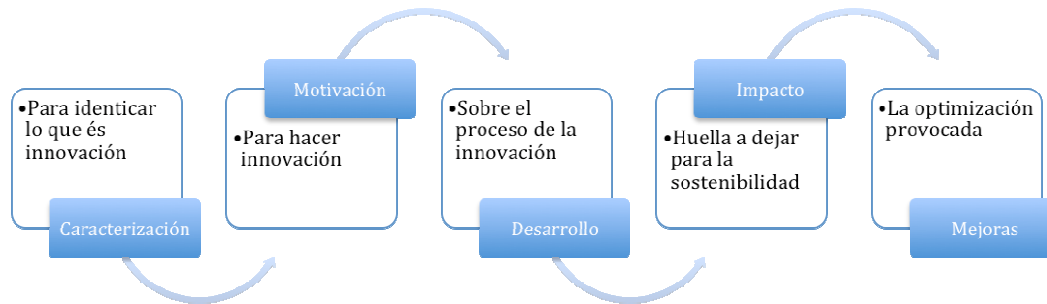 •Para identicar
lo que és
innovación
Caracterización
Motivación
•Para hacer
innovación
•Sobre el
proceso de la
innovación
Desarrollo
Impacto
•Huella a dejar
para la
sostenibilidad
•La optimización
provocada
Mejoras